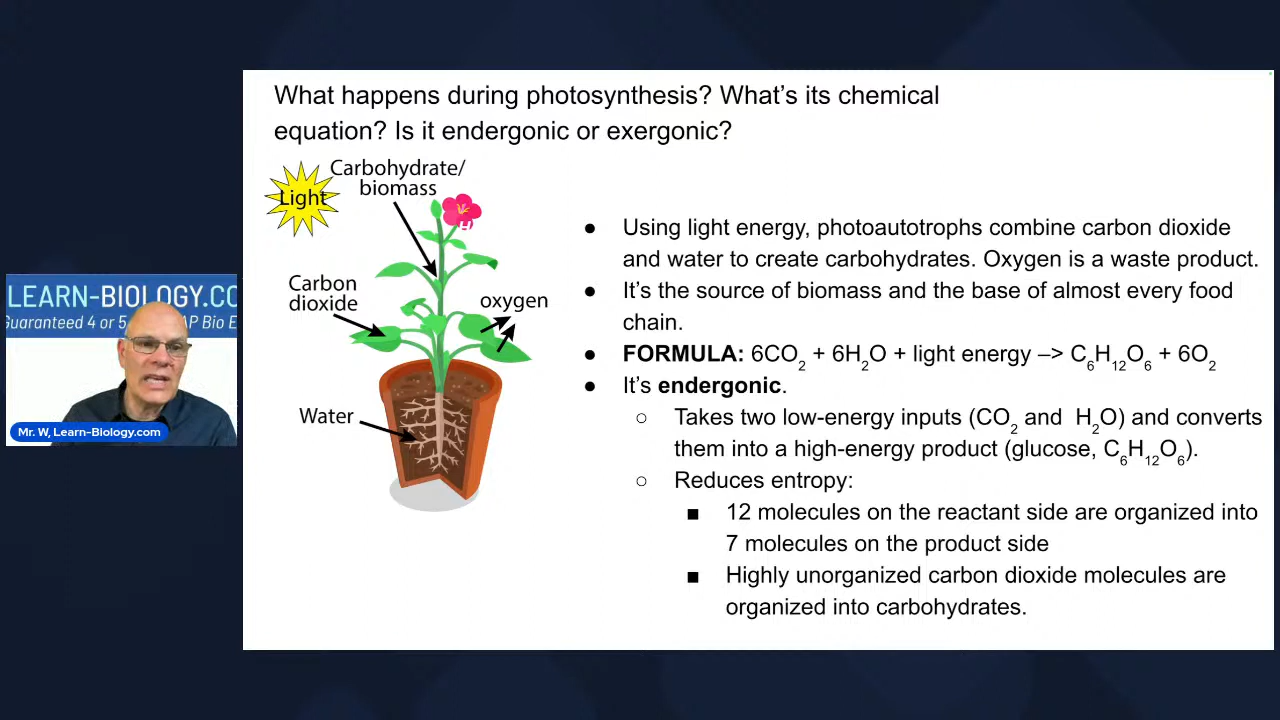 What happens during photosynthesis? What’s its chemical
equation? Is it endergonic or exergonic?
Light
Carbohydrate/
biomass
H
Carbon
dioxide
oxygen
Water
● Using light energy, photoautotrophs combine carbon dioxide
and water to create carbohydrates. Oxygen is a waste product.
● It’s the source of biomass and the base of almost every food
chain.
● FORMULA: 6CO₂ + 6H₂O + light energy –> C₆H₁₂O₆ + 6O₂
● It’s endergonic.
○ Takes two low-energy inputs (CO₂ and H₂O) and converts
them into a high-energy product (glucose, C₆H₁₂O₆).
○ Reduces entropy:
■ 12 molecules on the reactant side are organized into
7 molecules on the product side
■ Highly unorganized carbon dioxide molecules are
organized into carbohydrates.
LEARN-BIOLOGY.CO
Guaranteed 4 or 5 AP Bio E
Mr. W, Learn-Biology.com